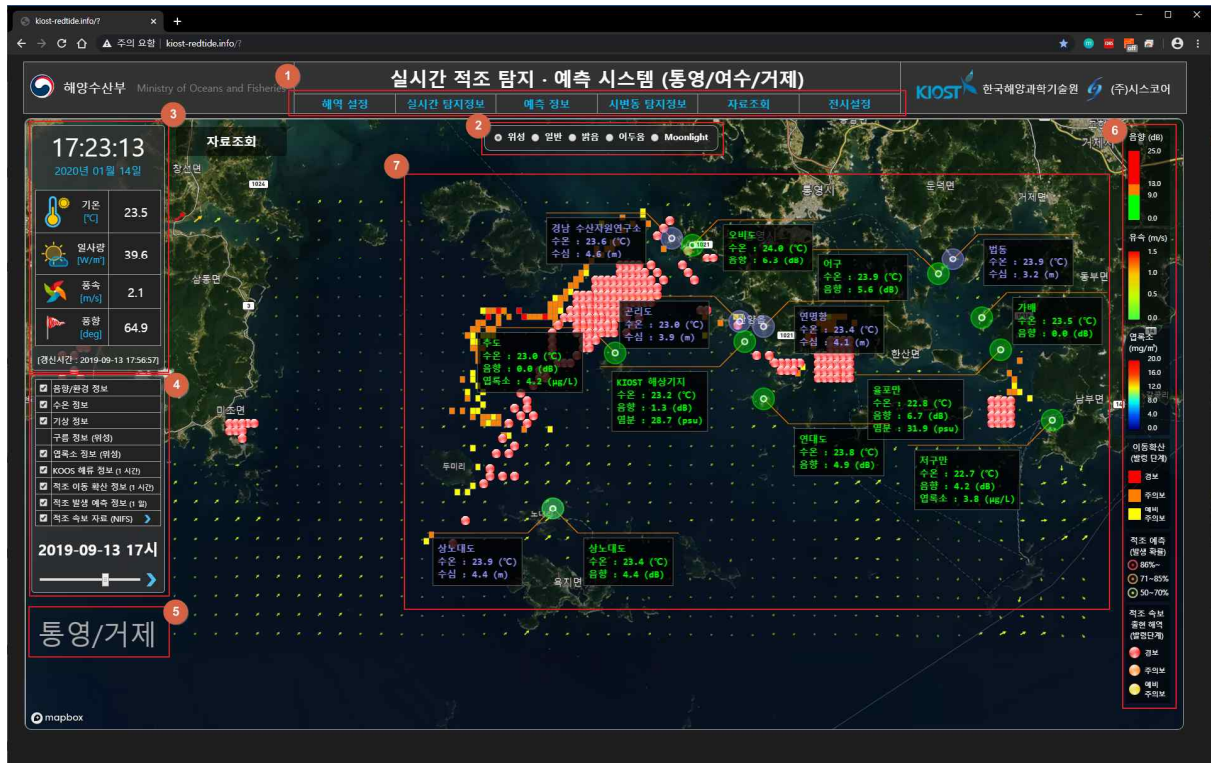 kiost-redtide.info/?
주의 요함 | kiost-redtide.info/?
off
1
해양수산부 Ministry of Oceans and Fisheries
실시간 적조 탐지 · 예측 시스템 (통영/여수/거제)
KIOST 한국해양과학기술원 (주)시스코어
해역 설정 실시간 탐지정보 예측 정보 시변동 탐지정보 자료조회 전시설정
2
위성 일반 밝음 어두음 Moonlight
3
17:23:13
2020년 01월 14일
기온
[℃]
23.5
일사량
[W/m²]
39.6
풍속
[m/s]
2.1
풍향
[deg]
64.9
[갱신시간 : 2019-09-13 17:56:57]
자료조회
4
음향/환경 정보
수온 정보
기상 정보
구름 정보 (위성)
엽록소 정보 (위성)
KOOS 해류 정보 (1 시간)
적조 이동 확산 정보 (1 시간)
적조 발생 예측 정보 (1 일)
적조 속보 자료 (NIFS)
2019-09-13 17시
5
통영/거제
mapbox
창선면
1024
삼동면
3
미조면
두미리
욕지면
통영시
둔덕면
거제면
거제시
동부면
한산면
남부면
산양읍
1021
1021
7
경남 수산자원연구소
수온 : 23.6 (℃)
수심 : 4.6 (m)
오비도
수온 : 24.0 (℃)
음향 : 6.3 (dB)
어구
수온 : 23.9 (℃)
음향 : 5.6 (dB)
법동
수온 : 23.9 (℃)
수심 : 3.2 (m)
곤리도
수온 : 23.0 (℃)
수심 : 3.9 (m)
연명항
수온 : 23.4 (℃)
수심 : 4.1 (m)
가배
수온 : 23.5 (℃)
음향 : 0.0 (dB)
수도
수온 : 23.0 (℃)
음향 : 0.0 (dB)
엽록소 : 4.2 (μg/L)
KIOST 해상기지
수온 : 23.2 (℃)
음향 : 1.3 (dB)
염분 : 28.7 (psu)
율포만
수온 : 22.8 (℃)
음향 : 6.7 (dB)
염분 : 31.9 (psu)
연대도
수온 : 23.8 (℃)
음향 : 4.9 (dB)
저구만
수온 : 22.7 (℃)
음향 : 4.2 (dB)
엽록소 : 3.8 (μg/L)
상노대도
수온 : 23.9 (℃)
수심 : 4.4 (m)
상노대도
수온 : 23.4 (℃)
음향 : 4.4 (dB)
6
음향 (dB)
25.0
13.0
9.0
0.0
유속 (m/s)
1.5
1.0
0.5
0.0
엽록소
(mg/㎥)
20.0
16.0
12.0
8.0
4.0
0.0
이동확산
(발령 단계)
경보
주의보
예비
주의보
적조 예측
(발생 확율)
86%~
71~85%
50~70%
적조 속보
출현 해역
(발령단계)
경보
주의보
예비
주의보